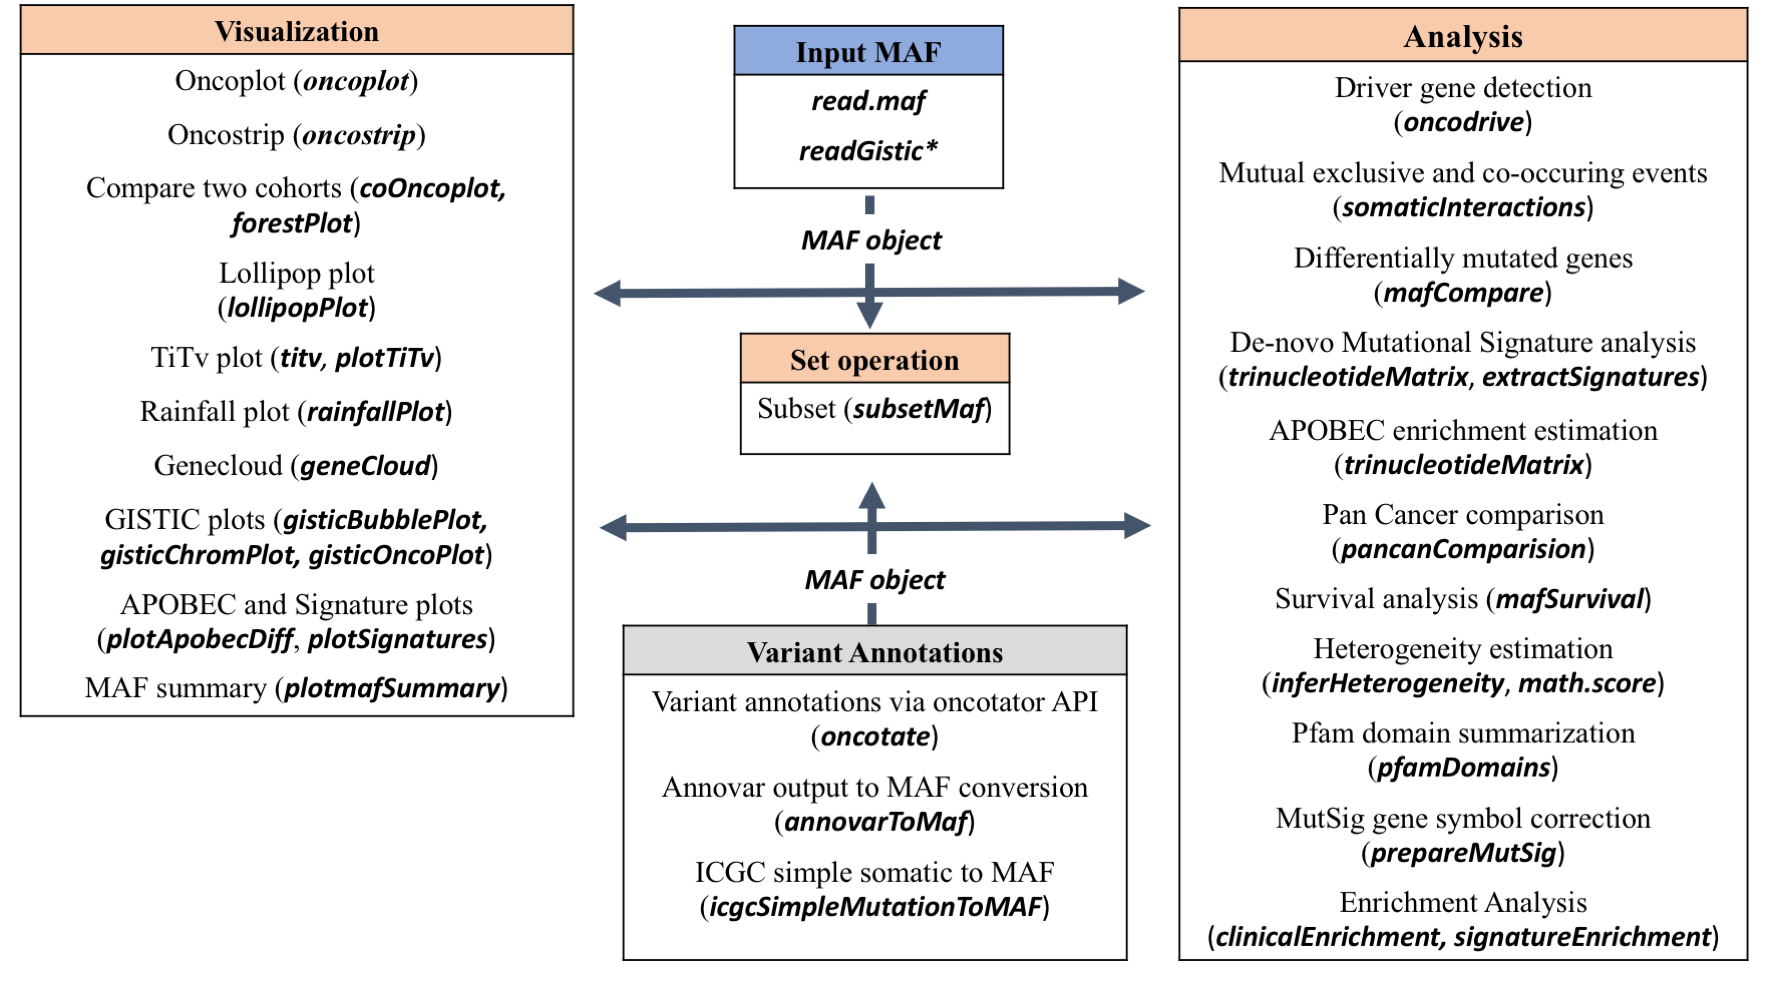 Visualization
Oncoplot (oncoplot)
Oncostrip (oncostrip)
Compare two cohorts (coOncoplot,
forestPlot)
Lollipop plot
(lollipopPlot)
TiTv plot (titv, plotTiTv)
Rainfall plot (rainfallPlot)
Genecloud (geneCloud)
GISTIC plots (gisticBubblePlot,
gisticChromPlot, gisticOncoPlot)
APOBEC and Signature plots
(plotApobecDiff, plotSignatures)
MAF summary (plotmafSummary)
Input MAF
read.maf
readGistic*
MAF object
Set operation
Subset (subsetMaf)
MAF object
Variant Annotations
Variant annotations via oncotator API
(oncotate)
Annovar output to MAF conversion
(annovarToMaf)
ICGC simple somatic to MAF
(icgcSimpleMutationToMAF)
Analysis
Driver gene detection
(oncodrive)
Mutual exclusive and co-occuring events
(somaticInteractions)
Differentially mutated genes
(mafCompare)
De-novo Mutational Signature analysis
(trinucleotideMatrix, extractSignatures)
APOBEC enrichment estimation
(trinucleotideMatrix)
Pan Cancer comparison
(pancanComparision)
Survival analysis (mafSurvival)
Heterogeneity estimation
(inferHeterogeneity, math.score)
Pfam domain summarization
(pfamDomains)
MutSig gene symbol correction
(prepareMutSig)
Enrichment Analysis
(clinicalEnrichment, signatureEnrichment)